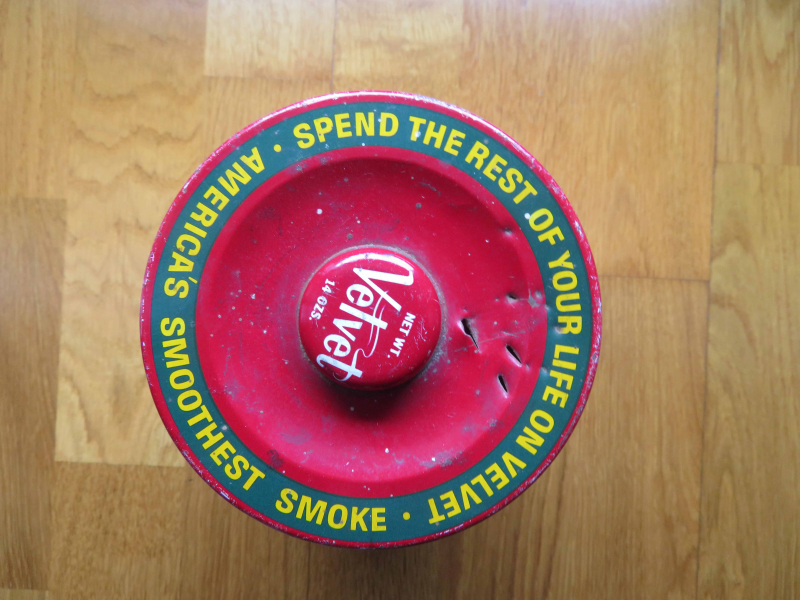 SPEND THE REST OF YOUR LIFE ON VELVET •
AMERICA'S SMOOTHEST SMOKE •
NET WT.
Velvet
14 OZS.